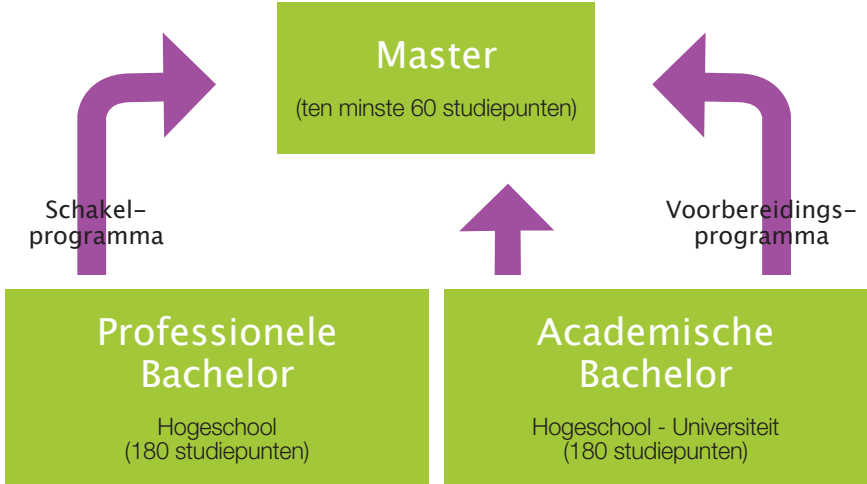 Master
(ten minste 60 studiepunten)
Schakel-
programma
Voorbereidings-
programma
Professionele
Bachelor
Hogeschool
(180 studiepunten)
Academische
Bachelor
Hogeschool - Universiteit
(180 studiepunten)